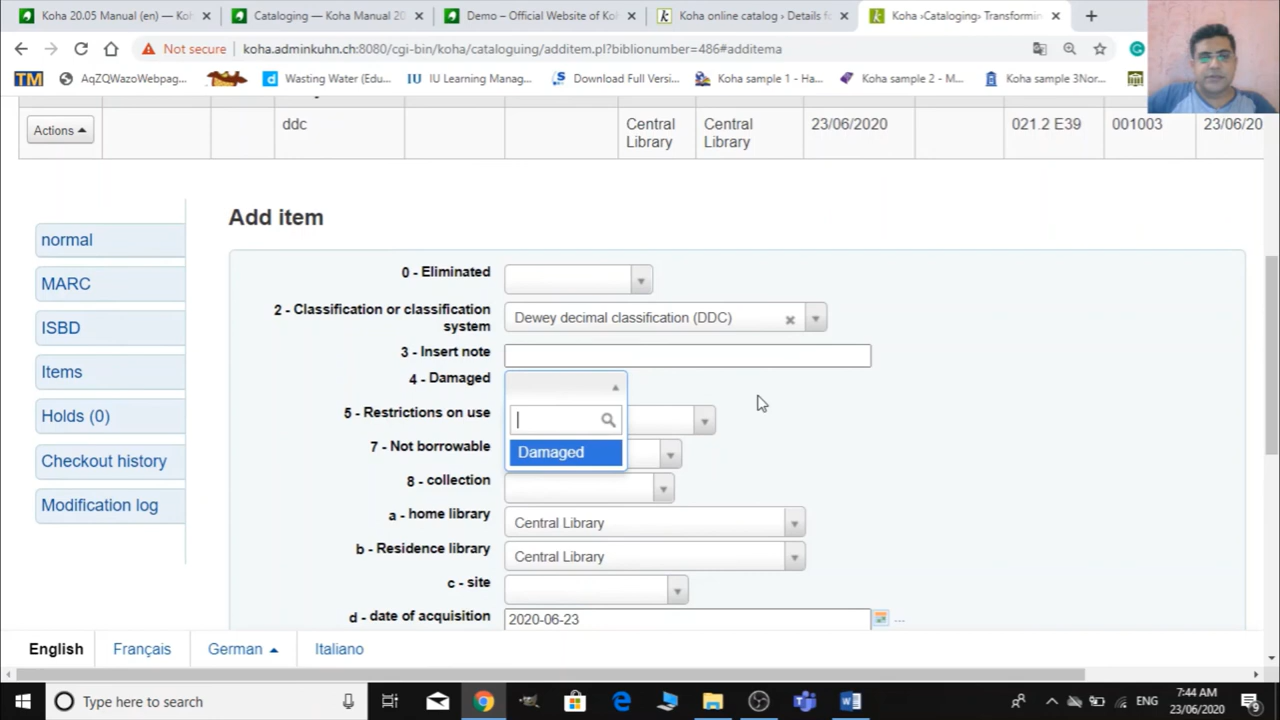 Koha 20.05 Manual (en) — Koh
Cataloging — Koha Manual 20
Demo – Official Website of Koh
Koha online catalog › Details fo
Koha ›Cataloging› Transformin
Not secure
koha.adminkuhn.ch:8080/cgi-bin/koha/cataloguing/additem.pl?biblionumber=486#additema
TM
AqZQWazoWebpag...
Wasting Water (Edu...
IU
IU Learning Manag...
Download Full Versi...
Koha sample 1 - Ha...
Koha sample 2 - M...
Koha sample 3Nor...
Actions
ddc
Central Library
Central Library
23/06/2020
021.2 E39
001003
23/06/20
normal
MARC
ISBD
Items
Holds (0)
Checkout history
Modification log
Add item
0 - Eliminated
2 - Classification or classification
system
Dewey decimal classification (DDC)
3 - Insert note
4 - Damaged
Damaged
5 - Restrictions on use
7 - Not borrowable
8 - collection
a - home library
Central Library
b - Residence library
Central Library
c - site
d - date of acquisition
2020-06-23
...
English
Français
German
Italiano
Type here to search
ENG
7:44 AM
23/06/2020
9